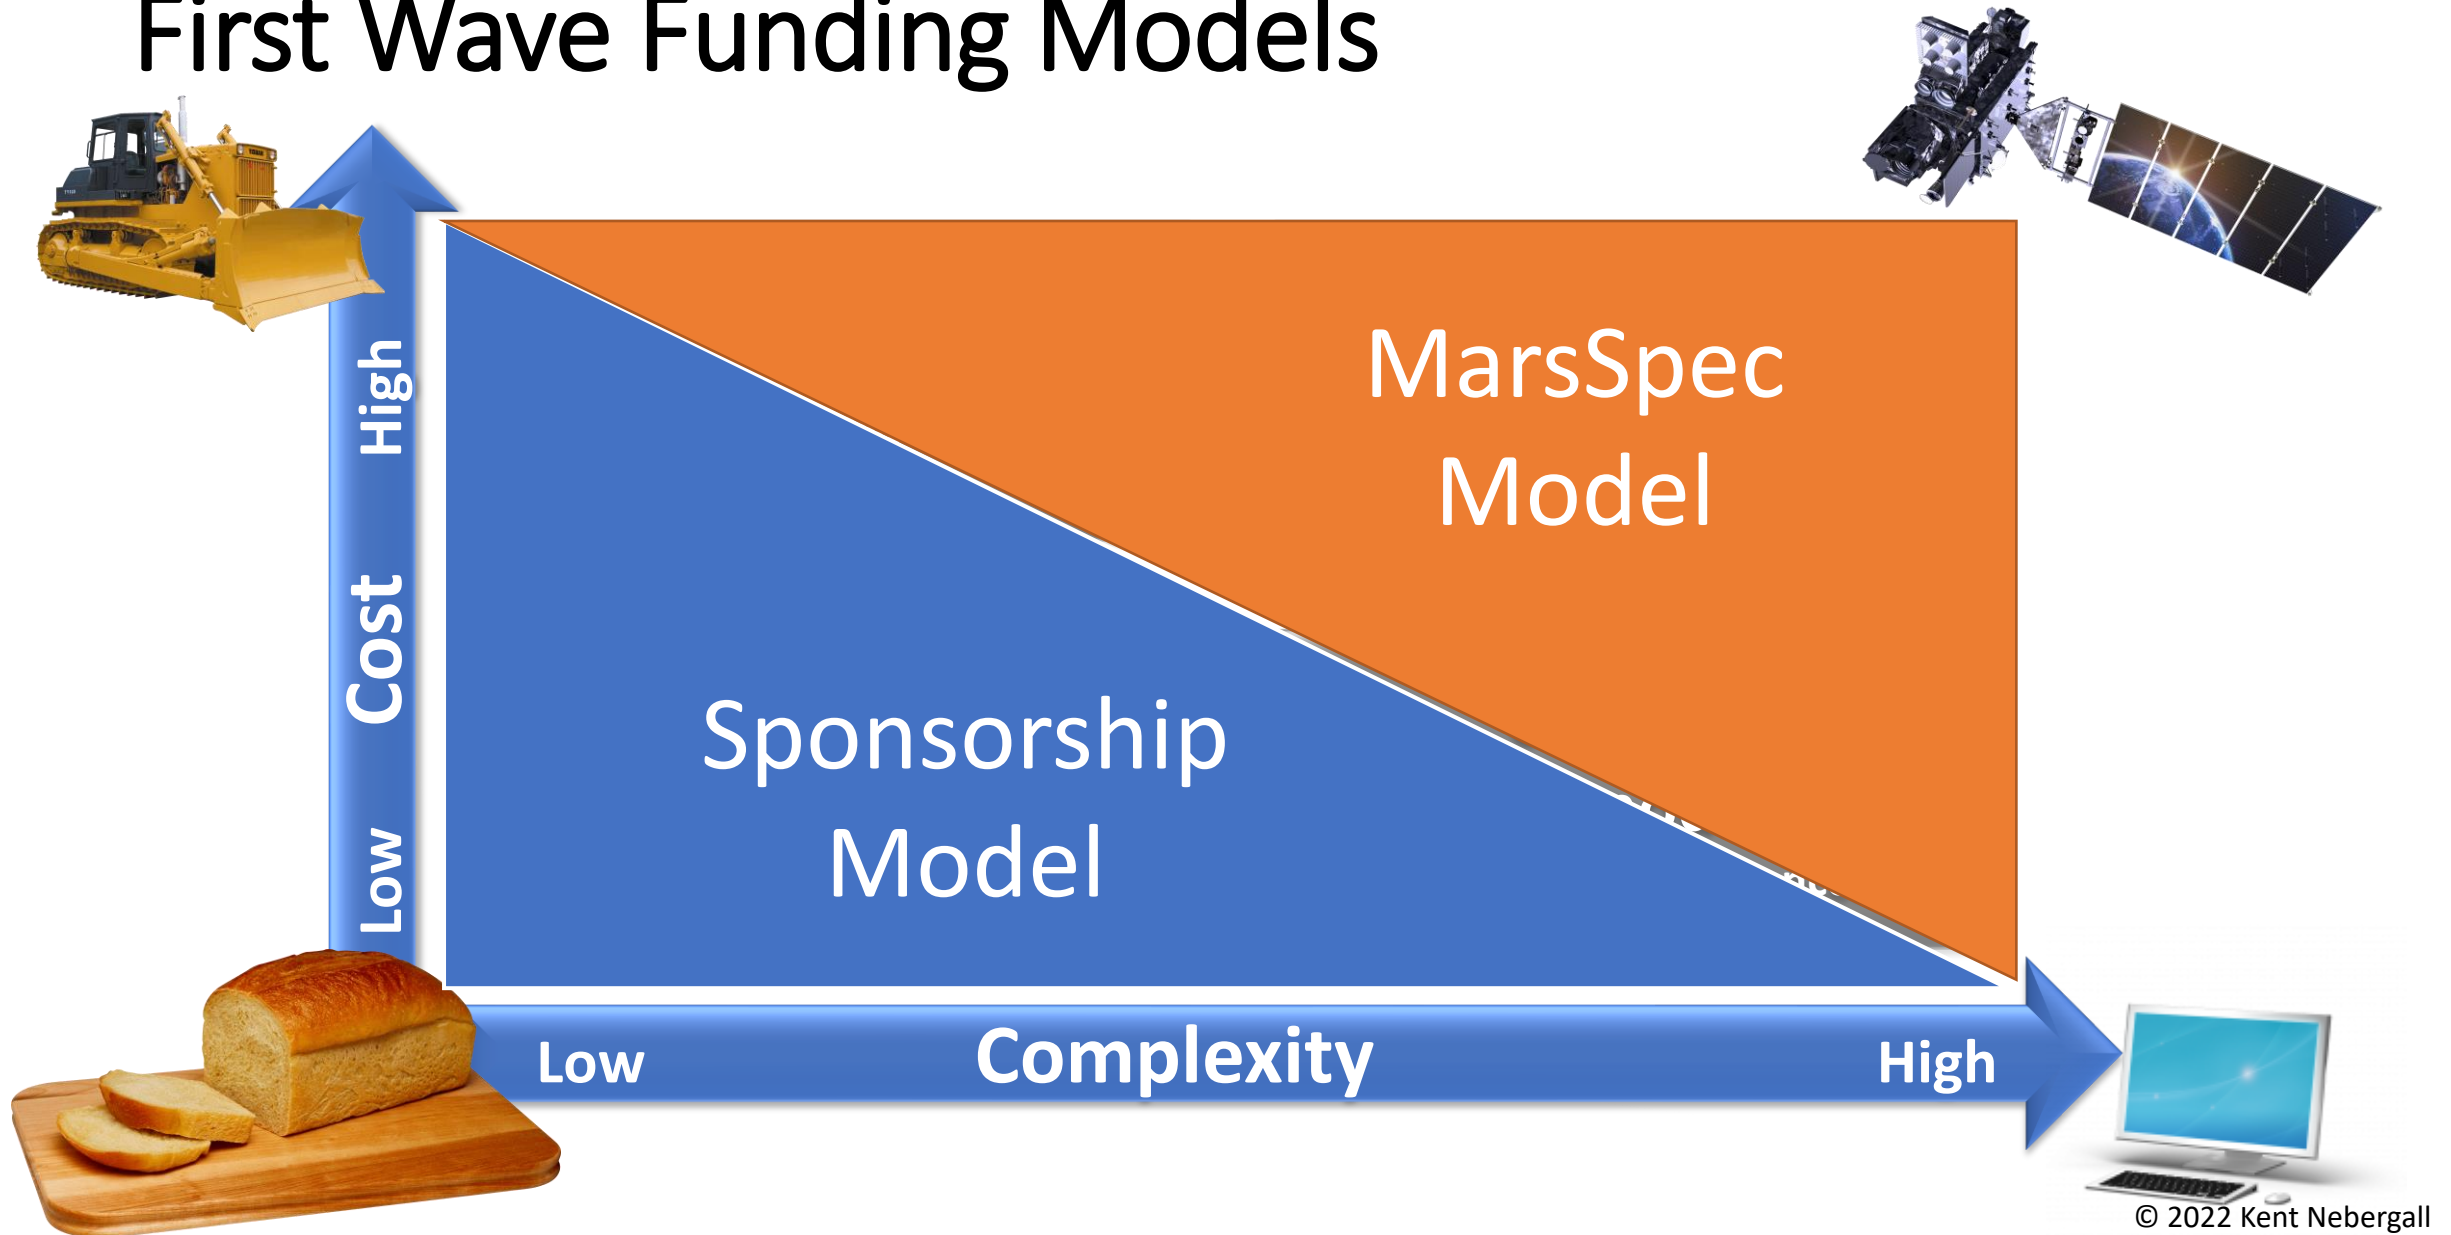 First Wave Funding Models
High
MarsSpec
Model
Cost
Sponsorship
Model
Low
Low
Complexity
High
© 2022 Kent Nebergall